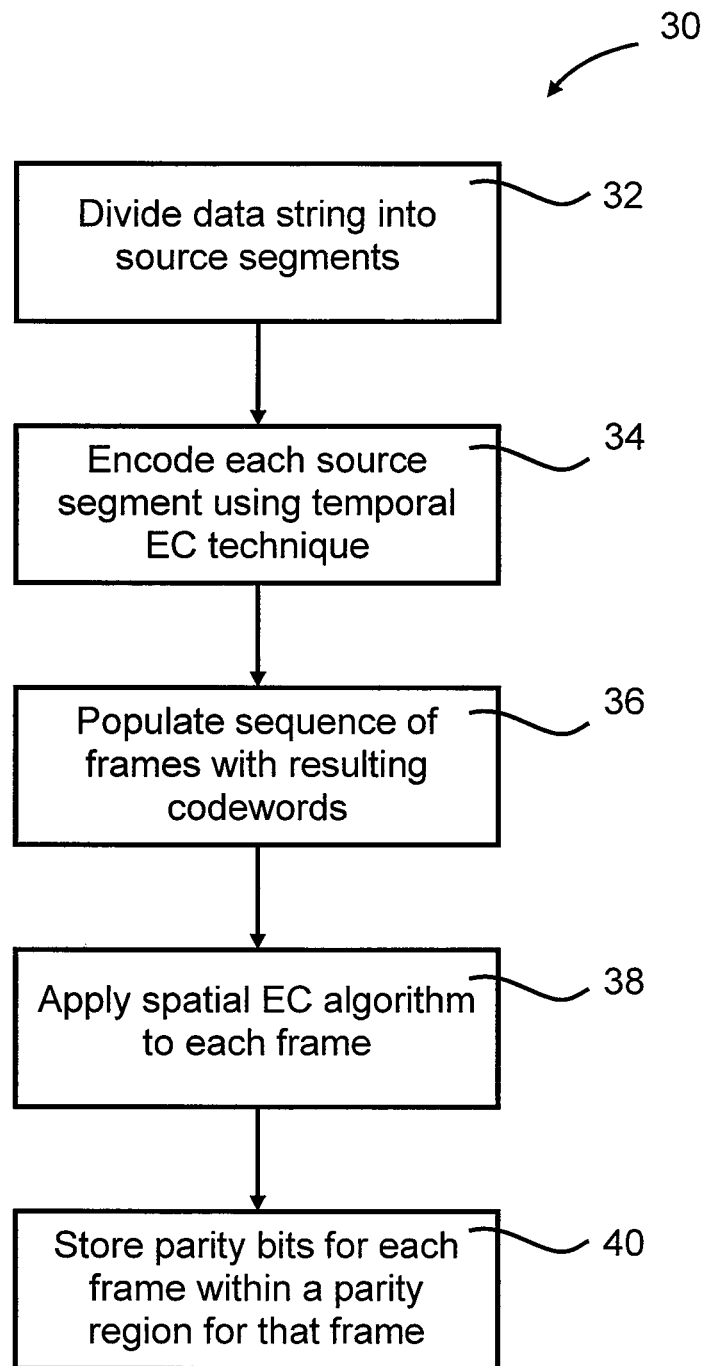 30
Divide data string into
source segments
32
Encode each source
segment using temporal
EC technique
34
Populate sequence of
frames with resulting
codewords
36
Apply spatial EC algorithm
to each frame
38
Store parity bits for each
frame within a parity
region for that frame
40